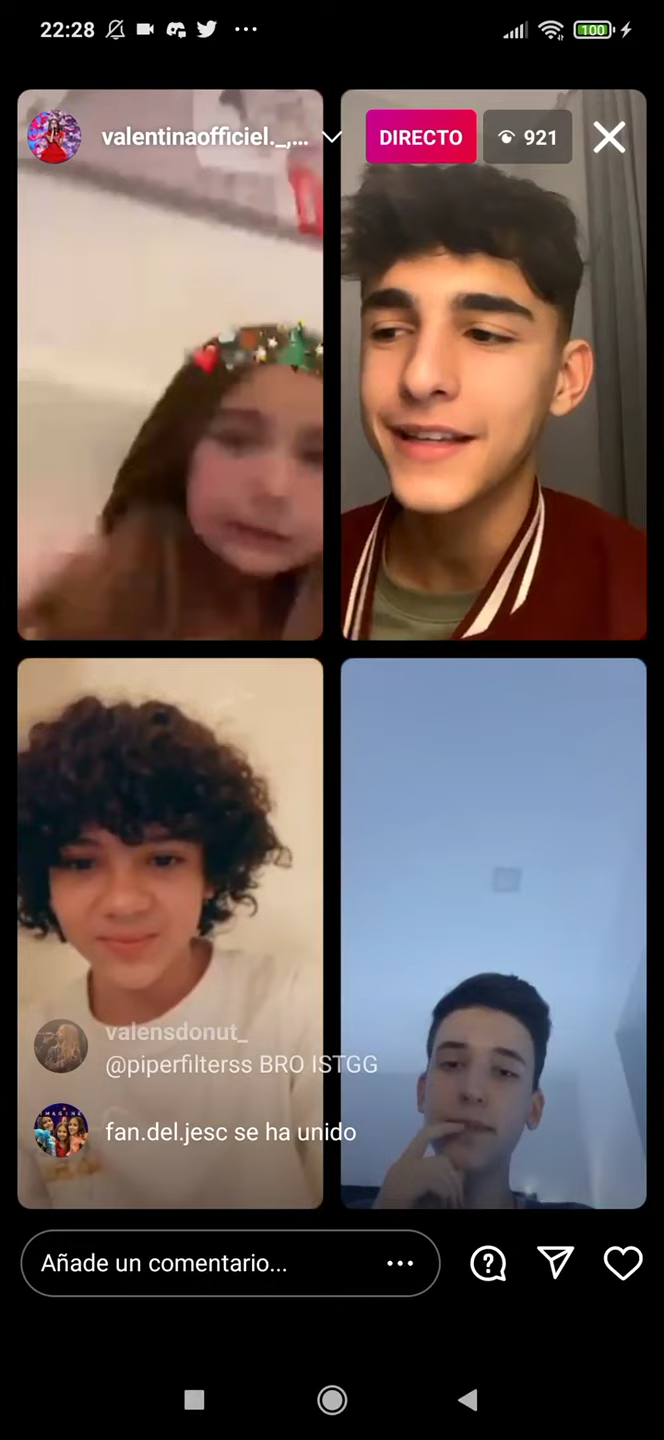 22:28
100
valentinaofficiel._,...
DIRECTO
921
valensdonut_
@piperfilterss BRO ISTGG
fan.del.jesc se ha unido
Añade un comentario...